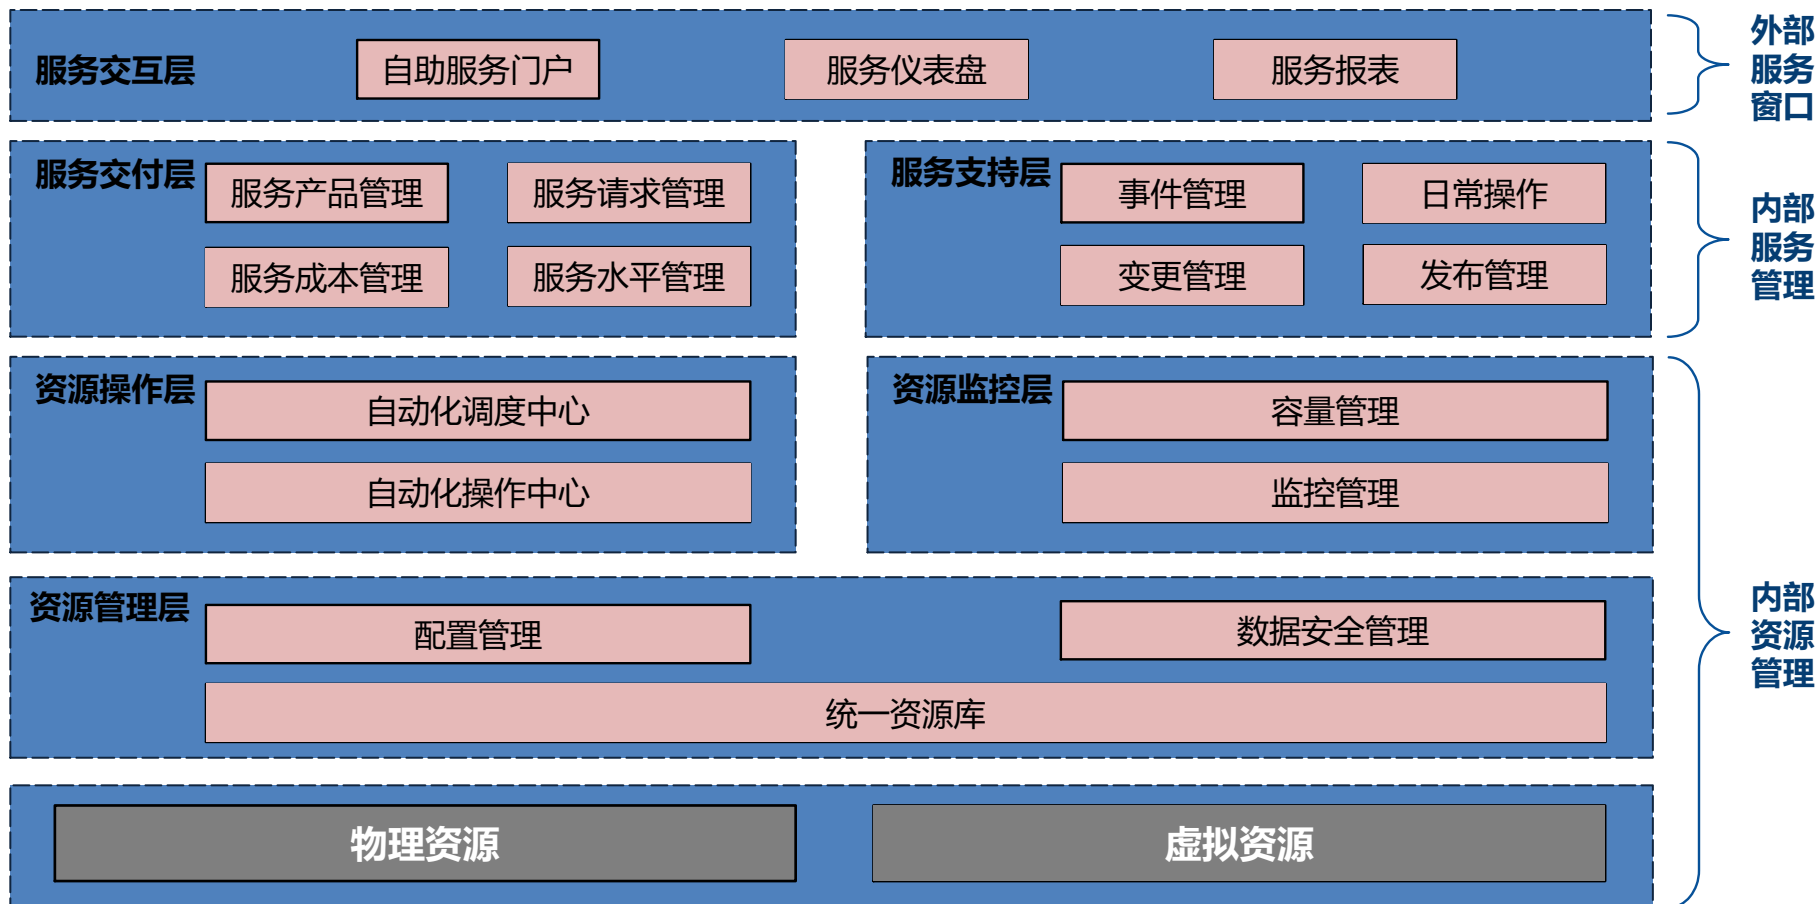 服务交互层
自助服务门户
服务仪表盘
服务报表
外部
服务
窗口
服务交付层
服务产品管理
服务请求管理
服务成本管理
服务水平管理
服务支持层
事件管理
日常操作
变更管理
发布管理
内部
服务
管理
资源操作层
自动化调度中心
自动化操作中心
资源监控层
容量管理
监控管理
资源管理层
配置管理
数据安全管理
统一资源库
物理资源
虚拟资源
内部
资源
管理